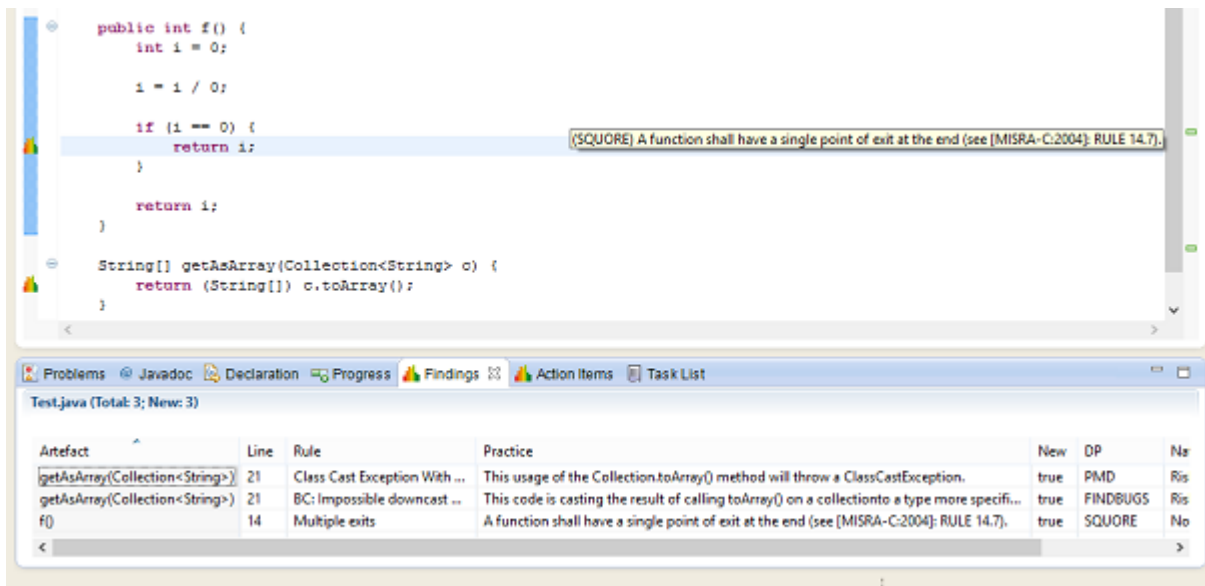 public int f() {
int i = 0;
i = i / 0;
if (i == 0) {
return i;
(SQUORE) A function shall have a single point of exit at the end (see [MISRA-C:2004]: RULE 14.7).
}
return i;
}
String[] getAsArray(Collection<String> c) {
return (String[]) c.toArray();
}
Problems @ Javadoc Declaration Progress Findings Action Items Task List
Test.java (Total: 3; New: 3)
Artefact Line Rule Practice New DP Na
getAsArray(Collection<String>) 21 Class Cast Exception With ... This usage of the Collection.toArray() method will throw a ClassCastException. true PMD Ris
getAsArray(Collection<String>) 21 BC: Impossible downcast ... This code is casting the result of calling toArray() on a collectionto a type more specifi... true FINDBUGS Ris
f() 14 Multiple exits A function shall have a single point of exit at the end (see [MISRA-C:2004]: RULE 14.7). true SQUORE No